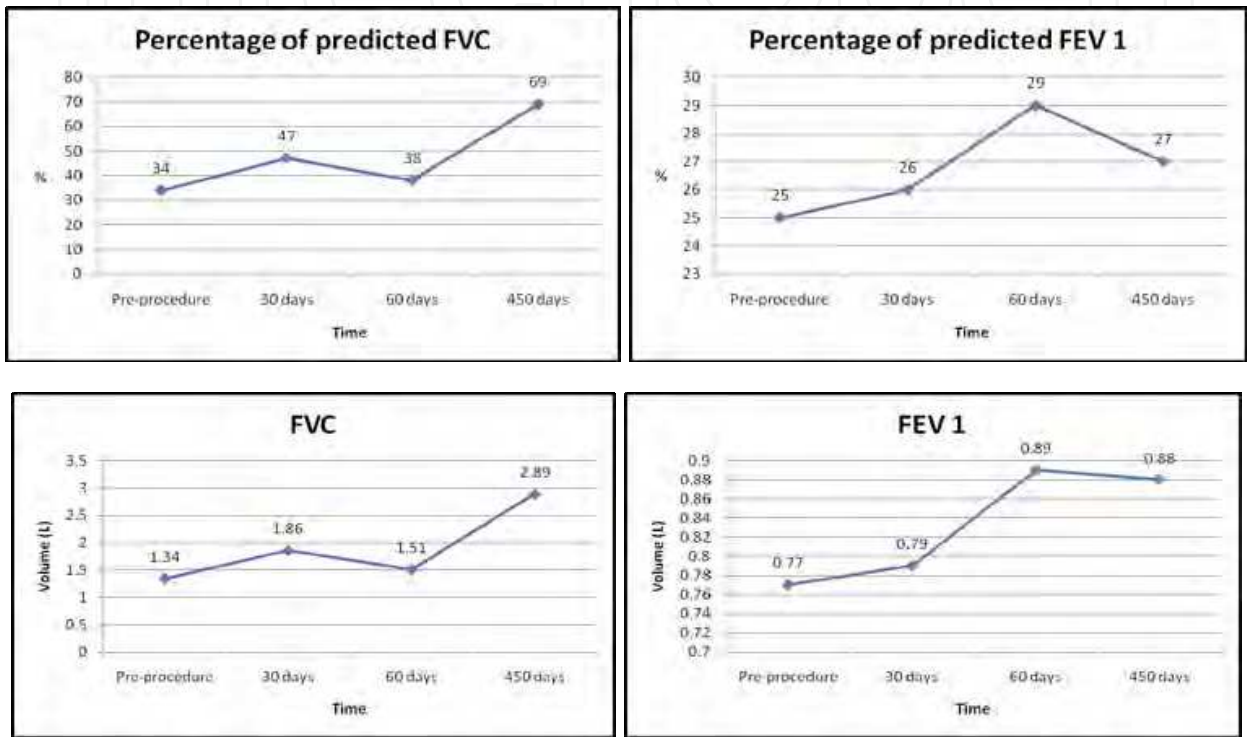 Percentage of predicted FVC
80
70
60
50
40
30
20
10
0
%
34
47
38
69
Pre-procedure
30 days
60 days
450 days
Time
Percentage of predicted FEV 1
30
29
28
27
26
25
24
23
%
25
26
29
27
Pre-procedure
30 days
60 days
450 days
Time
FVC
3.5
3
2.5
2
1.5
1
0.5
0
Volume (L)
1.34
1.86
1.51
2.89
Pre-procedure
30 days
60 days
450 days
Time
FEV 1
0.9
0.88
0.86
0.84
0.82
0.8
0.78
0.76
0.74
0.72
0.7
Volume (L)
0.77
0.79
0.89
0.88
Pre-procedure
30 days
60 days
450 days
Time